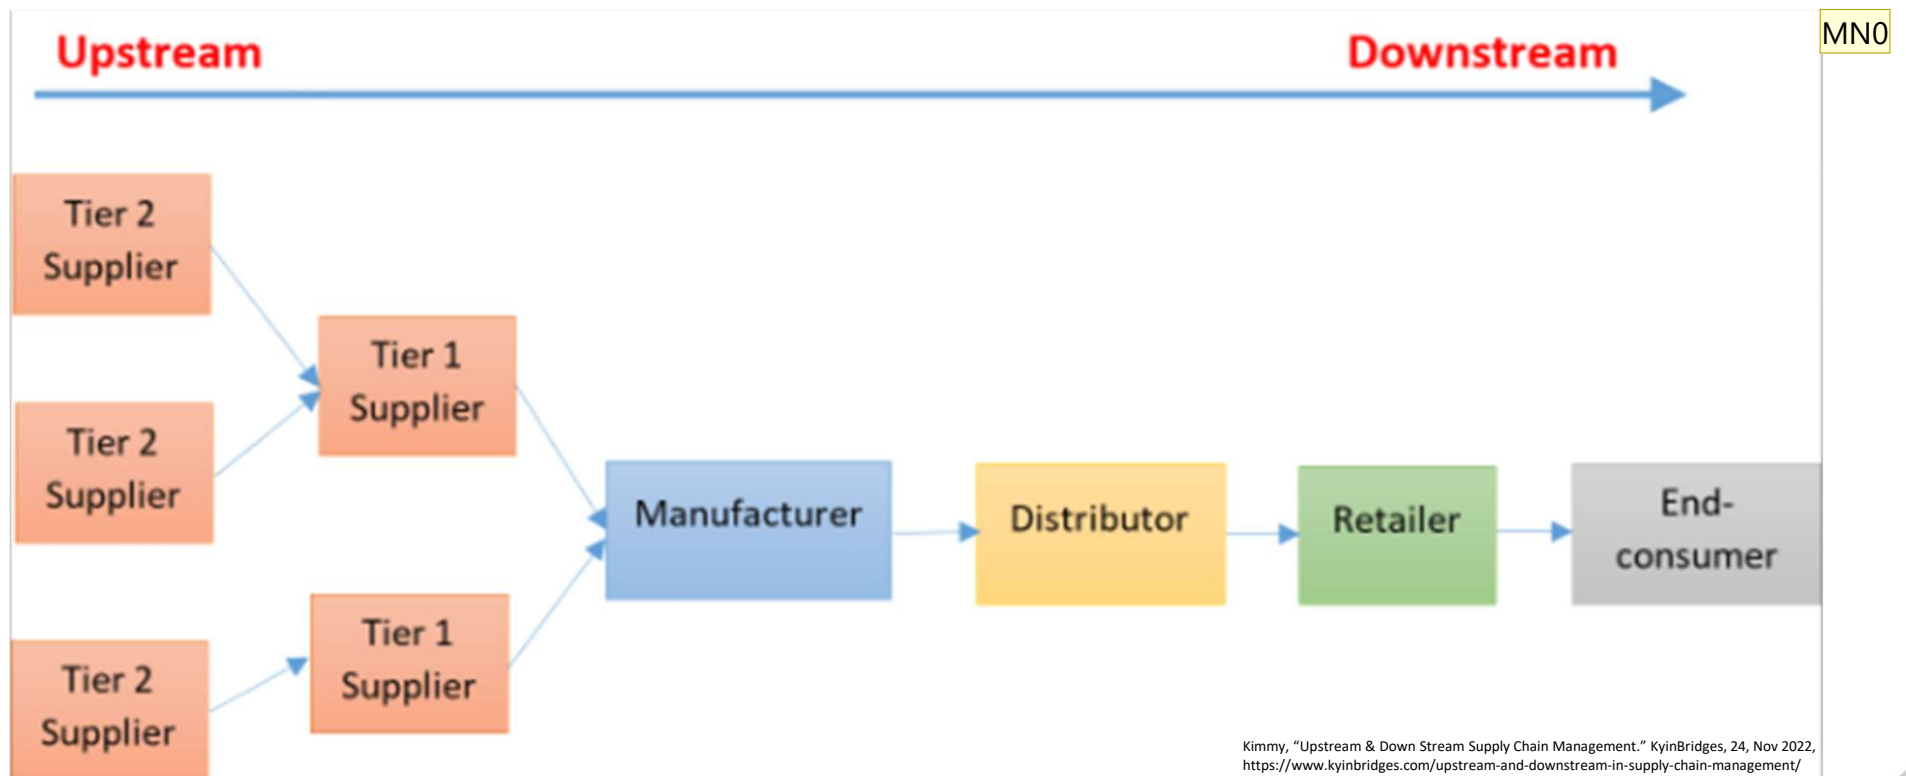 Upstream
Downstream
MN0
Tier 2
Supplier
Tier 1
Supplier
Tier 2
Supplier
Manufacturer
Distributor
Retailer
End-
consumer
Tier 1
Supplier
Tier 2
Supplier
Kimmy, “Upstream & Down Stream Supply Chain Management.” KyinBridges, 24, Nov 2022,
https://www.kyinbridges.com/upstream-and-downstream-in-supply-chain-management/